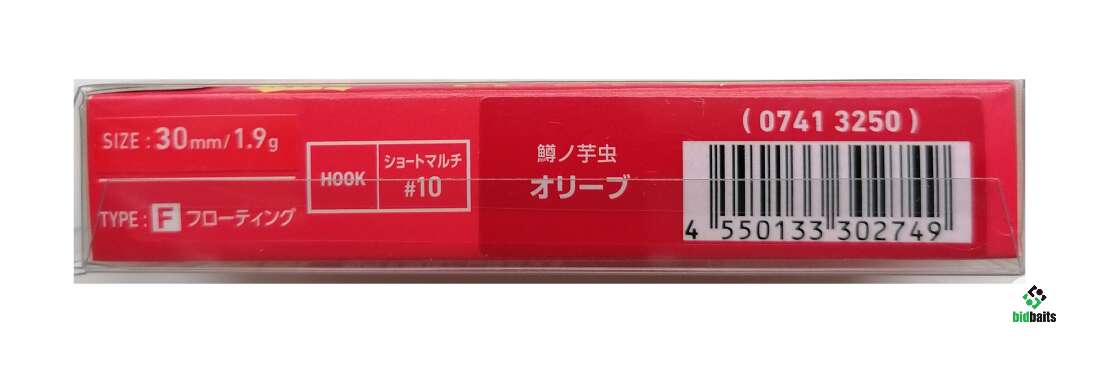 SIZE : 30mm/1.9g
TYPE : F フローティング
HOOK
ショートマルチ
#10
鱒ノ芋虫
オリーブ
( 0741 3250 )
4 550133 302749
bidbaits